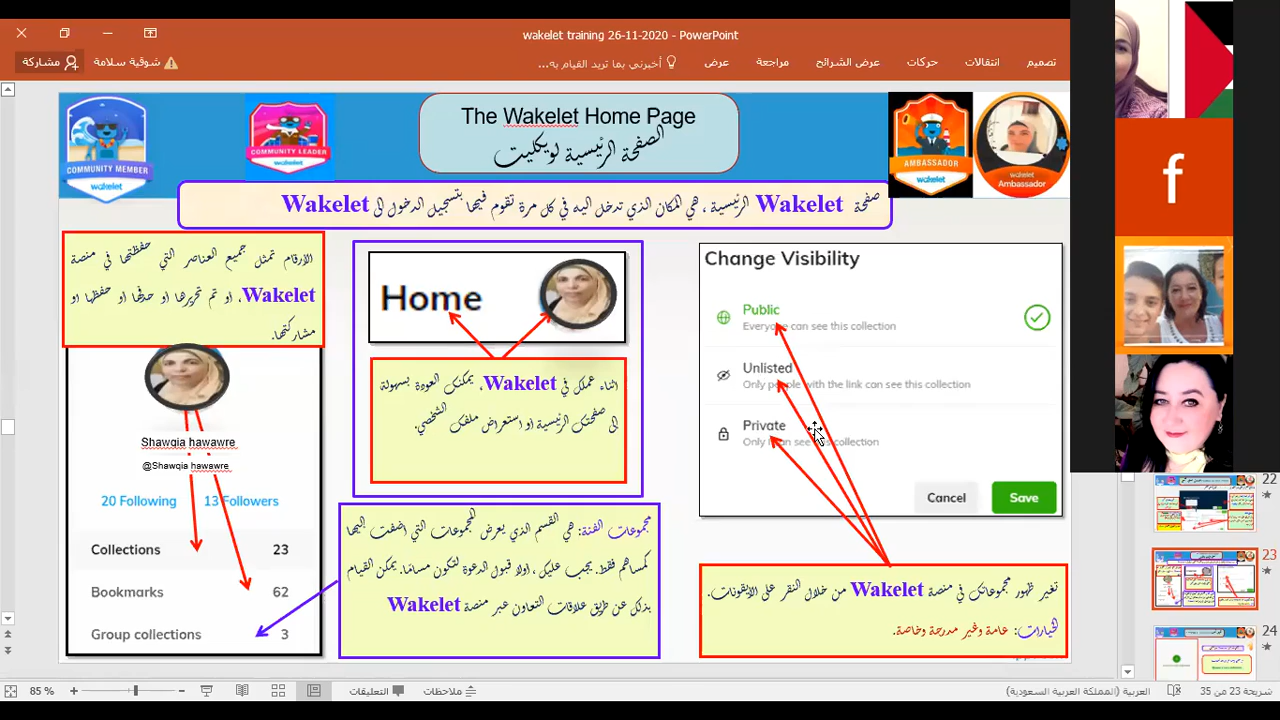 wakelet training 26-11-2020 - PowerPoint
تصميم
انتقالات
حركات
عرض الشرائح
مراجعة
عرض
أخبرني بما تريد القيام به...
شوقية سلامة
مشاركة
COMMUNITY MEMBER
wakelet
COMMUNITY LEADER
wakelet
The Wakelet Home Page
الصفحة الرئيسية لويكليت
AMBASSADOR
wakelet
wakelet
Ambassador
صفحة Wakelet الرئيسية ، هي المكان الذي تدخل اليه في كل مرة تقوم فيها بتسجيل الدخول الى Wakelet
الارقام تمثل جميع العناصر التي حفظتها في منصة
Wakelet، او تم تحريرها او حذفها او حفظها او
مشاركتها.
Shawqia hawawre
@Shawqia hawawre
20 Following
13 Followers
Collections 23
Bookmarks 62
Group collections 3
Home
اثناء عملك في Wakelet، يمكنك العودة بسهولة
إلى صفحتك الرئيسية او استعراض ملفك الشخصي.
مجموعات الفئة: هي القسم الذي يعرض المجموعات التي اضفت اليها
كمساهم فقط. يجب عليك، اولا قبول الدعوة لتكون مساهمًا. يمكن القيام
بذلك عن طريق علاقات التعاون عبر منصة Wakelet
Change Visibility
Public
Everyone can see this collection
Unlisted
Only people with the link can see this collection
Private
Only I can see this collection
Cancel
Save
تغير ظهور مجموعاتك في منصة Wakelet من خلال النقر على الايقونات.
الخيارات: عامة وغير مدرجة وخاصة.
f
22
23
24
شريحة 23 من 35
العربية (المملكة العربية السعودية)
ملاحظات
التعليقات
85 %